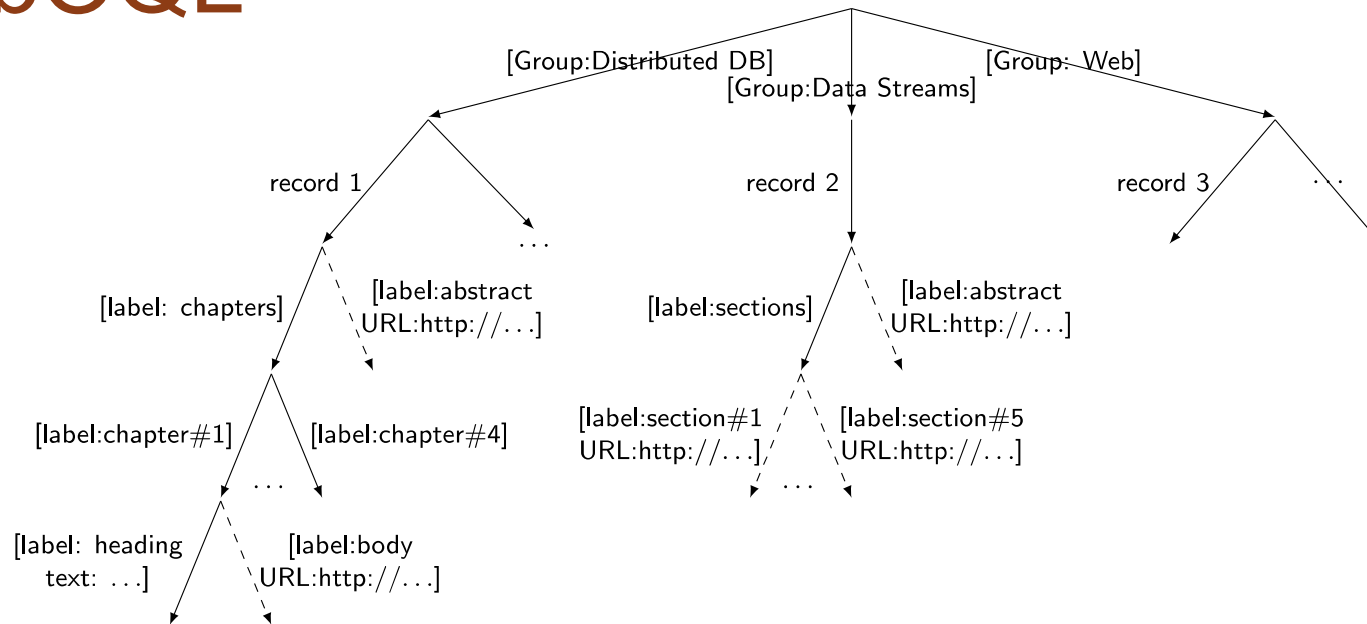 [Group:Distributed DB]
[Group: Web]
[Group:Data Streams]
record 1
record 2
record 3
. . .
. . .
[label: chapters]
[label:abstract
URL:http://. . .]
[label:sections]
[label:abstract
URL:http://. . .]
[label:chapter#1]
[label:chapter#4]
. . .
[label:section#1
URL:http://. . .]
[label:section#5
URL:http://. . .]
. . .
[label: heading
text: . . .]
[label:body
URL:http://. . .]